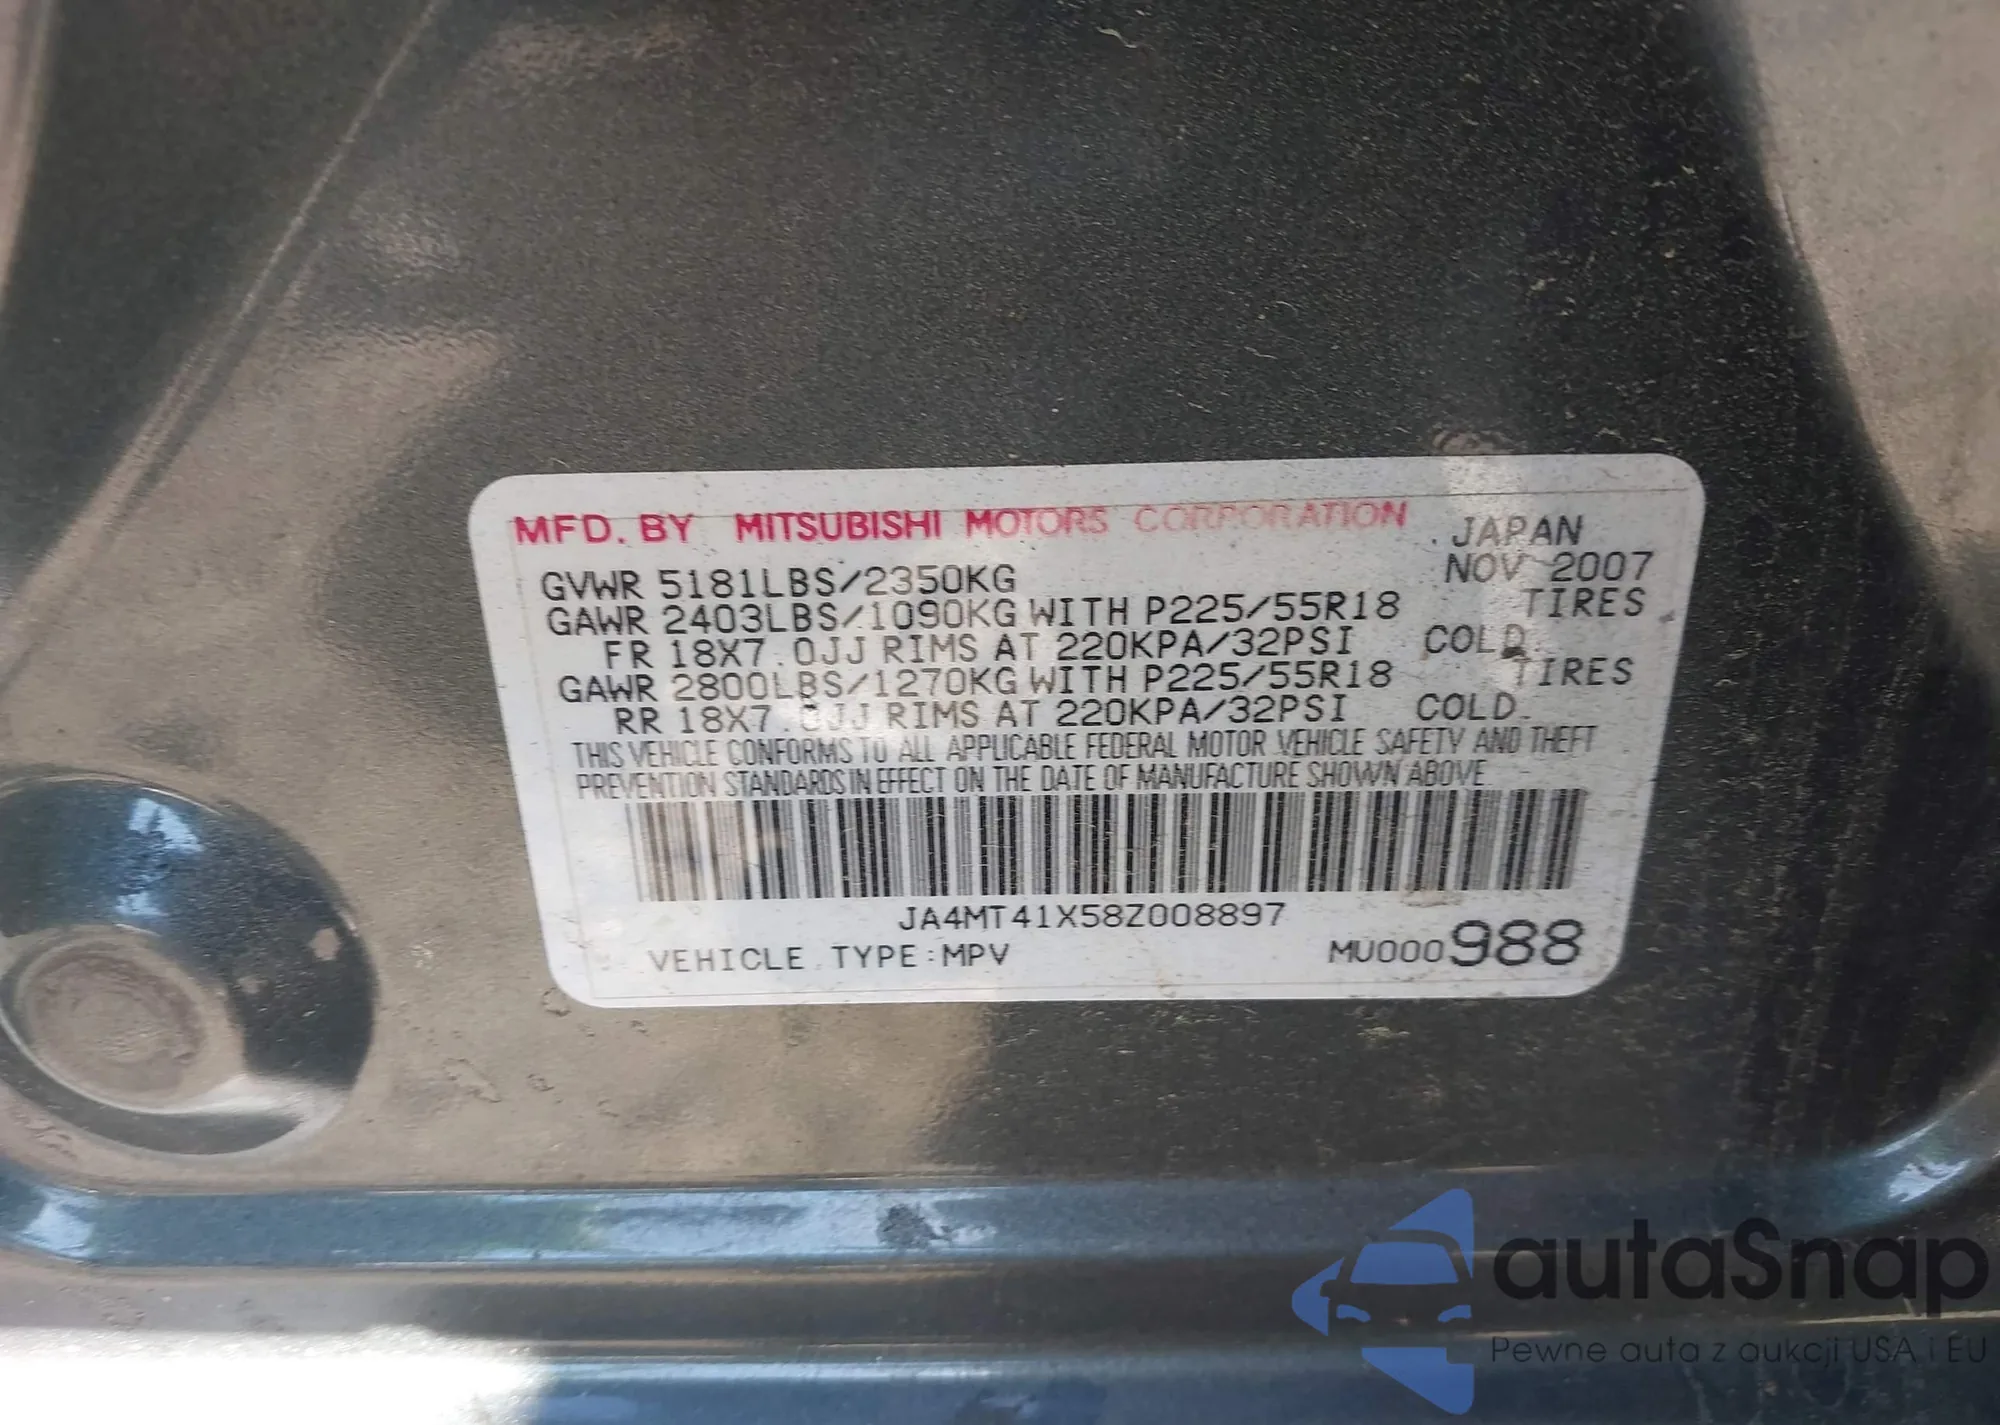 MFD. BY MITSUBISHI MOTORS CORPORATION
JAPAN
NOV 2007
GVWR 5181LBS/2350KG
GAWR 2403LBS/1090KG WITH P225/55R18 TIRES
FR 18X7.0JJ RIMS AT 220KPA/32PSI COLD.
GAWR 2800LBS/1270KG WITH P225/55R18 TIRES
RR 18X7.0JJ RIMS AT 220KPA/32PSI COLD.
THIS VEHICLE CONFORMS TO ALL APPLICABLE FEDERAL MOTOR VEHICLE SAFETY AND THEFT
PREVENTION STANDARDS IN EFFECT ON THE DATE OF MANUFACTURE SHOWN ABOVE.
JA4MT41X58Z008897
VEHICLE TYPE:MPV MU000988
autaSnap
Pewne auta z aukcji USA i EU